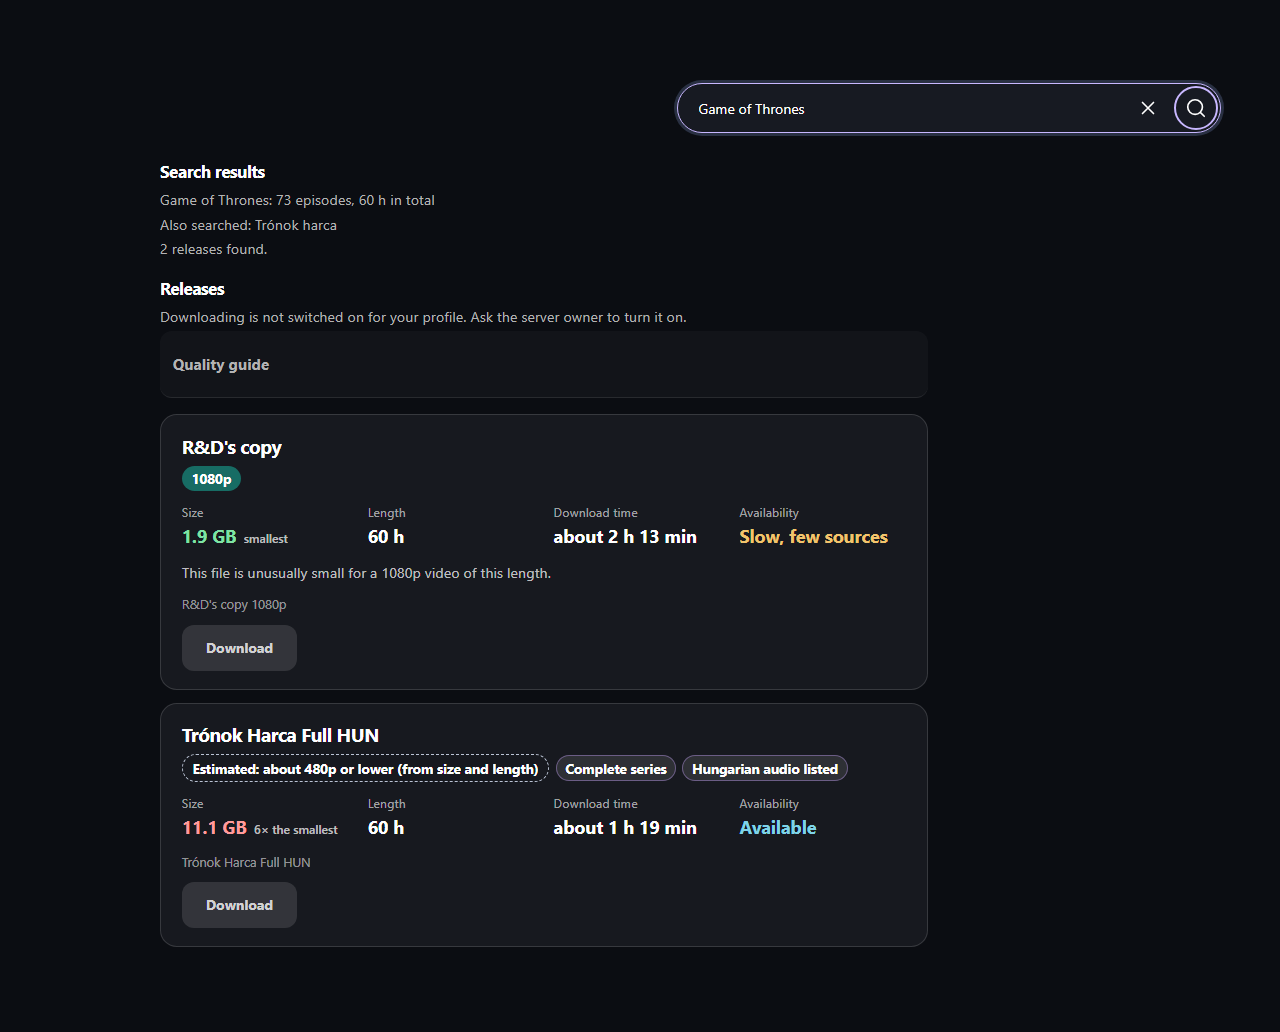 Game of Thrones
Search results
Game of Thrones: 73 episodes, 60 h in total
Also searched: Trónok harca
2 releases found.
Releases
Downloading is not switched on for your profile. Ask the server owner to turn it on.
Quality guide
R&D's copy
1080p
Size Length Download time Availability
1.9 GB smallest 60 h about 2 h 13 min Slow, few sources
This file is unusually small for a 1080p video of this length.
R&D's copy 1080p
Download
Trónok Harca Full HUN
Estimated: about 480p or lower (from size and length) Complete series Hungarian audio listed
Size Length Download time Availability
11.1 GB 6× the smallest 60 h about 1 h 19 min Available
Trónok Harca Full HUN
Download